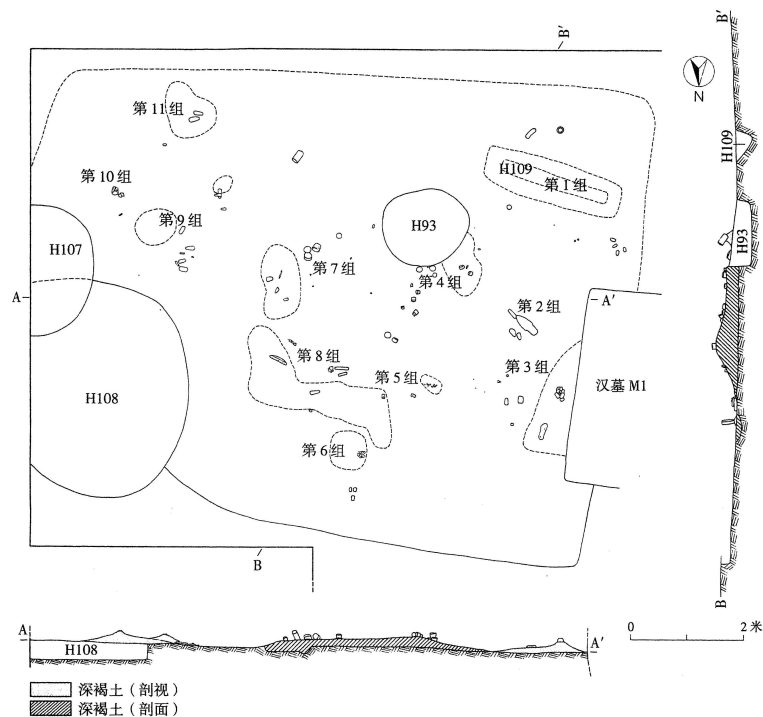 B′
B′
N
第 11 组
第 10 组
第 9 组
H107
A
H108
第 7 组
第 8 组
第 6 组
第 5 组
H93
第 4 组
H109
第 1 组
第 2 组
第 3 组
A′
汉墓 M1
H109
H93
B
B
A
H108
A′
0
2 米
深褐土（剖视）
深褐土（剖面）